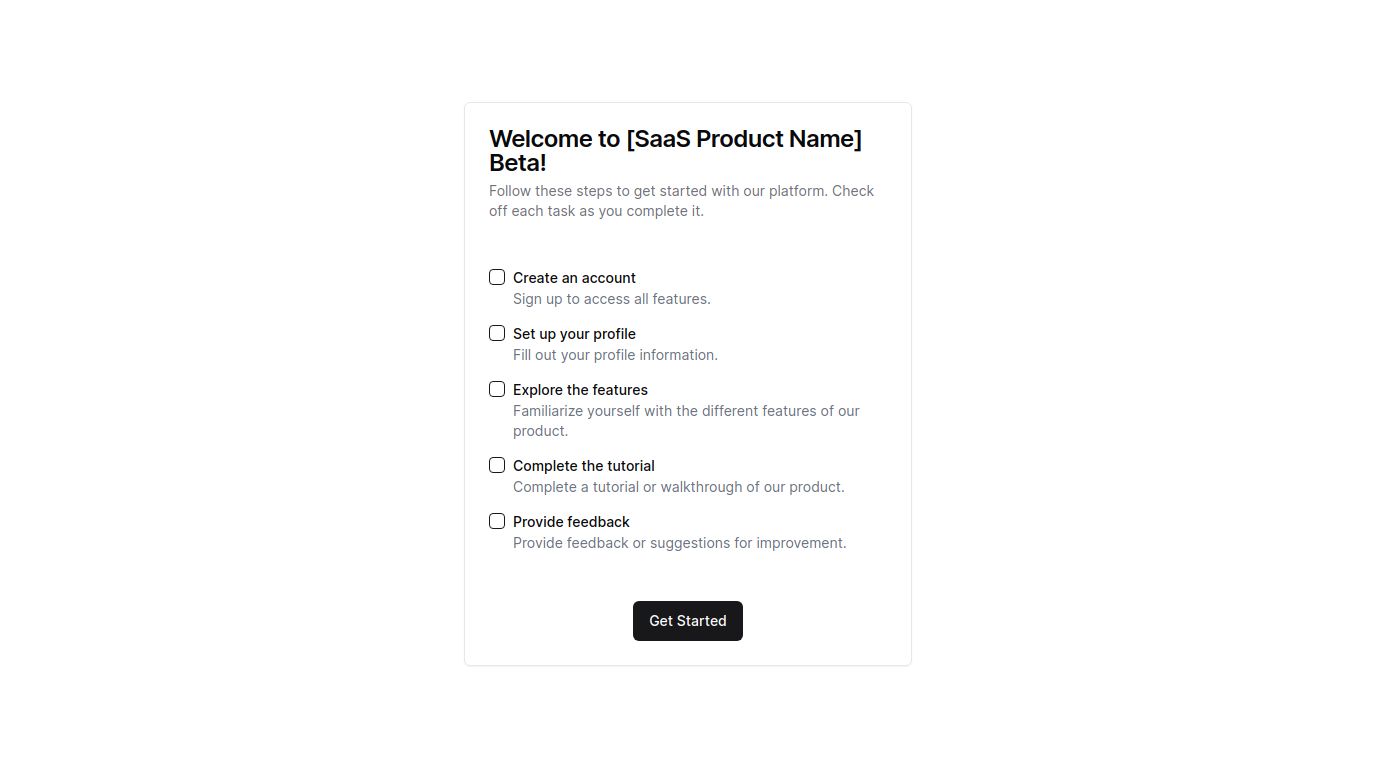 Welcome to [SaaS Product Name]
Beta!
Follow these steps to get started with our platform. Check
off each task as you complete it.
Create an account
Sign up to access all features.
Set up your profile
Fill out your profile information.
Explore the features
Familiarize yourself with the different features of our
product.
Complete the tutorial
Complete a tutorial or walkthrough of our product.
Provide feedback
Provide feedback or suggestions for improvement.
Get Started